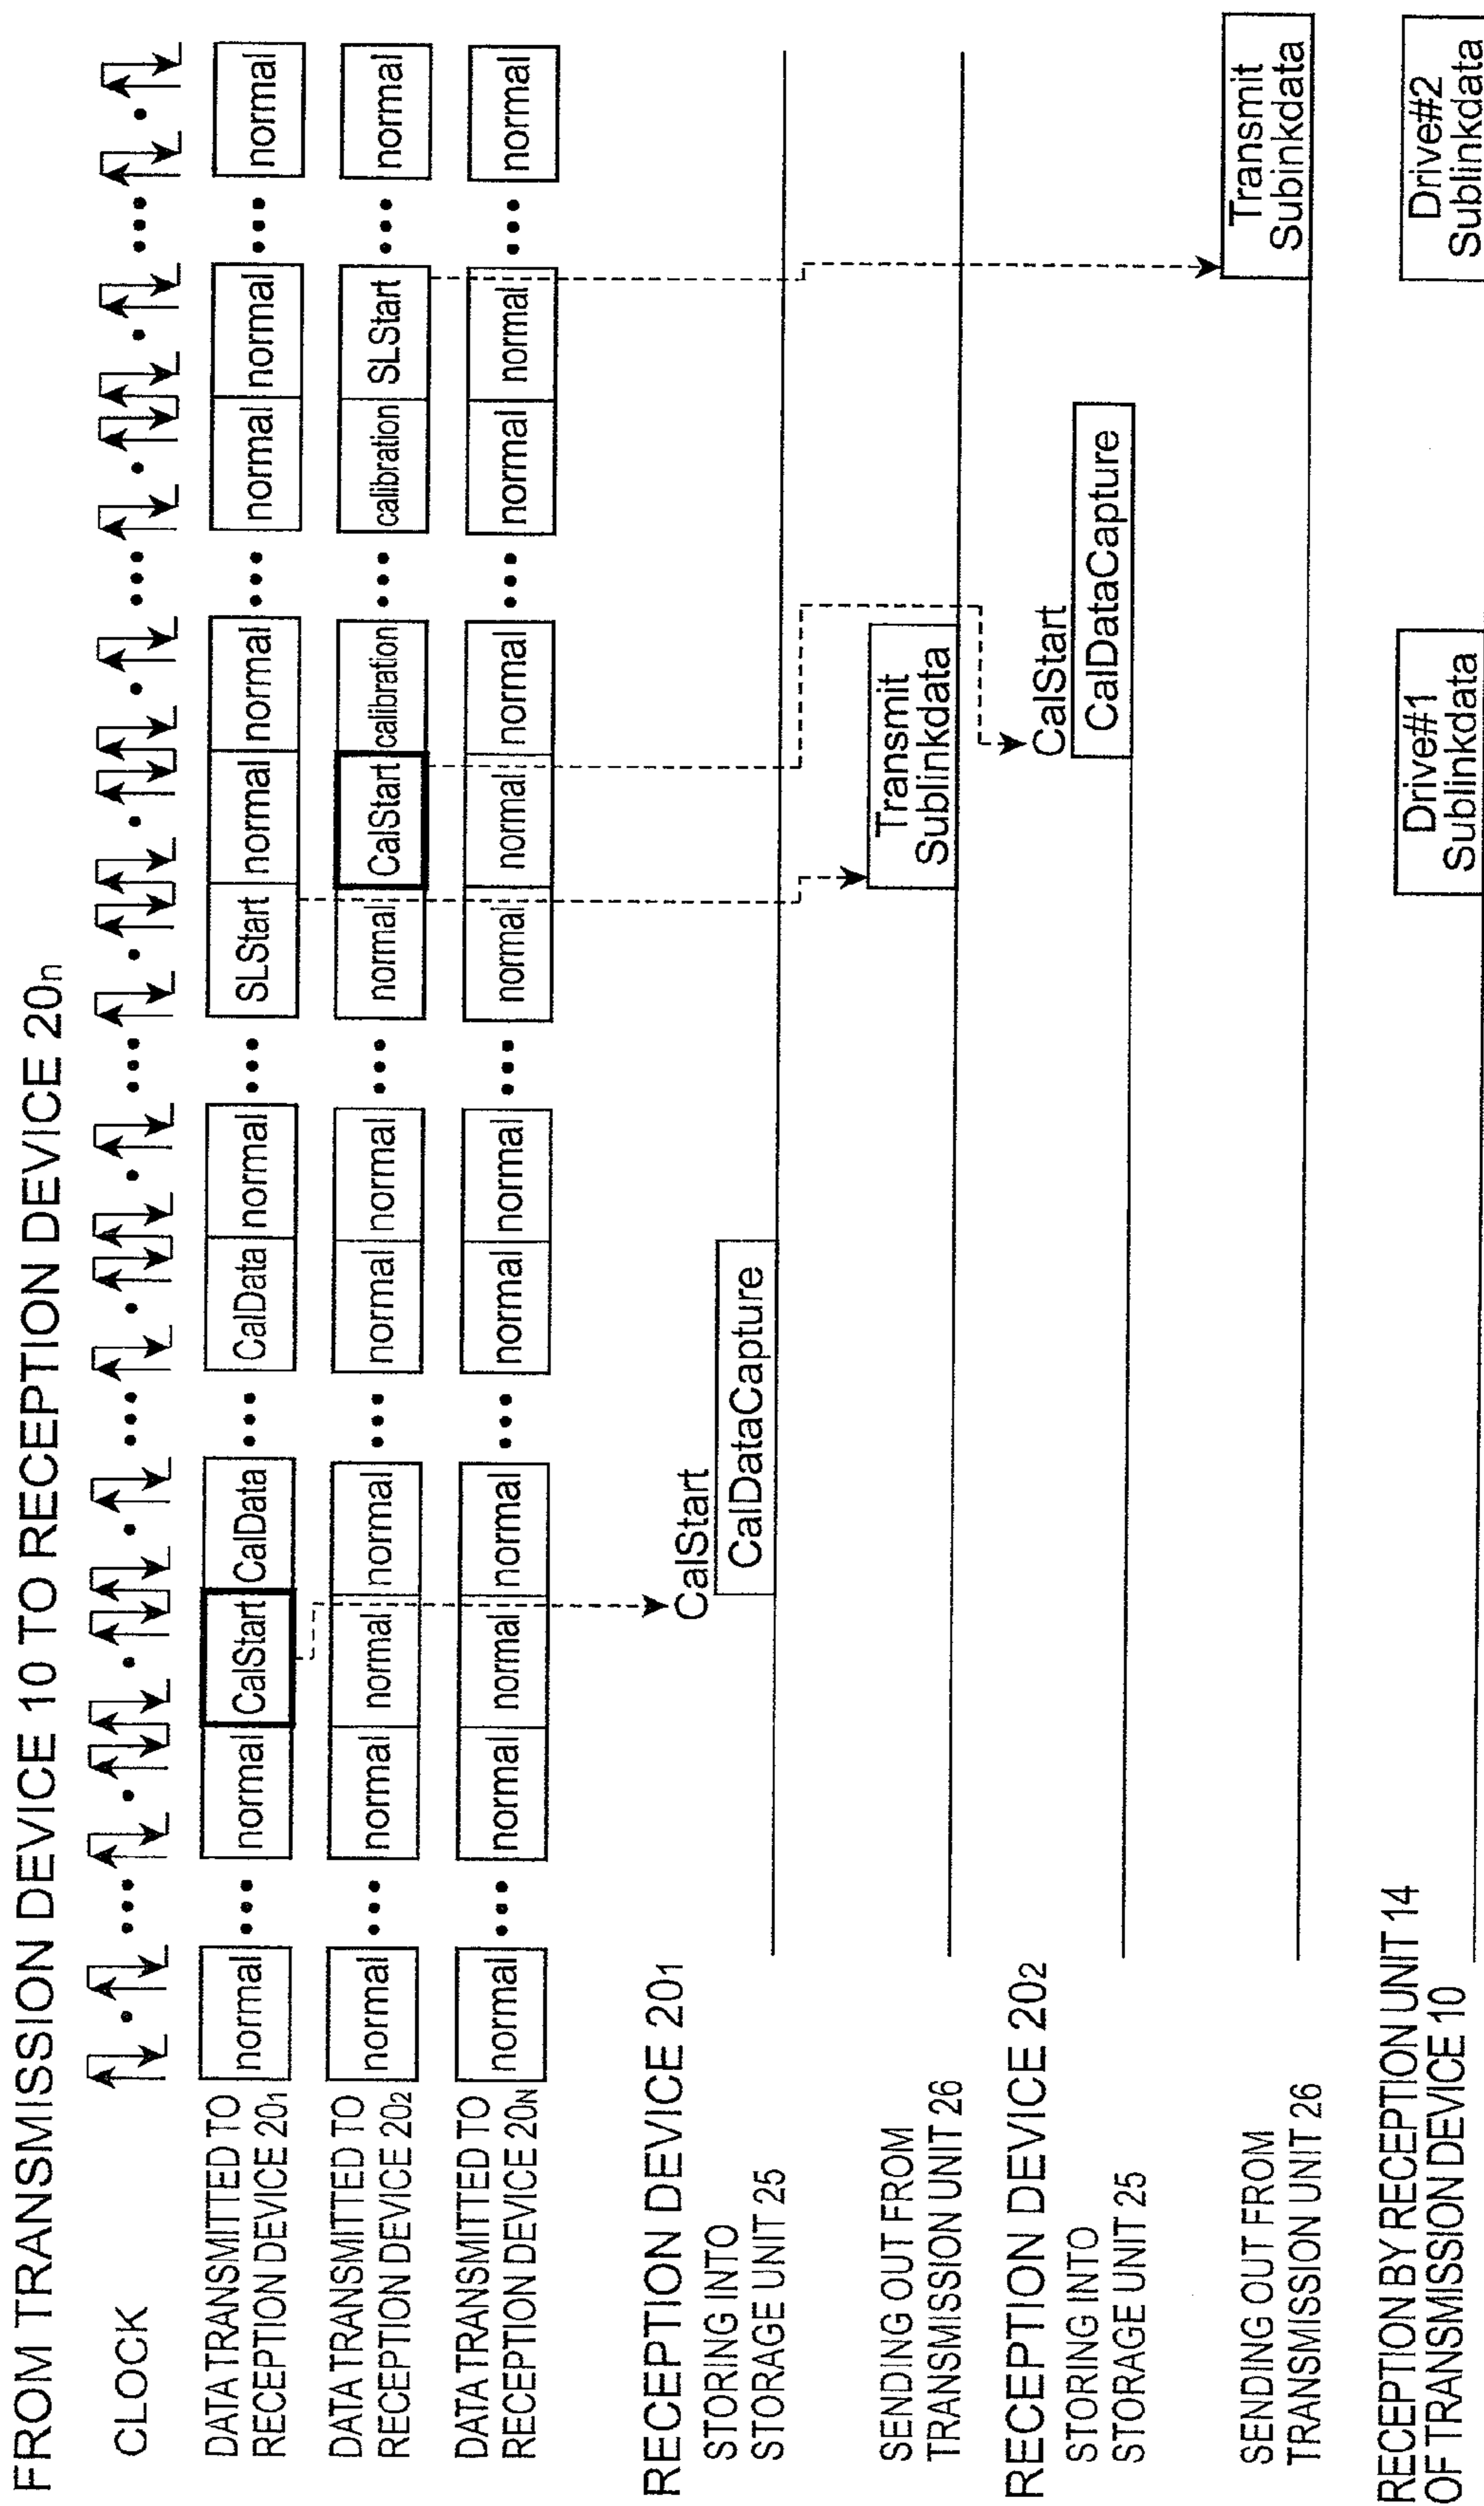 FROM TRANSMISSION DEVICE 10 TO RECEPTION DEVICE 20n
CLOCK
DATA TRANSMITTED TO
RECEPTION DEVICE 201
normal ••• normal CalStart CalData ••• CalData normal ••• SLStart normal normal ••• normal normal ••• normal
DATA TRANSMITTED TO
RECEPTION DEVICE 202
normal ••• normal normal normal ••• normal normal ••• normal CalStart calibration ••• calibration SLStart ••• normal
DATA TRANSMITTED TO
RECEPTION DEVICE 20N
normal ••• normal normal normal ••• normal normal ••• normal normal normal ••• normal normal ••• normal
RECEPTION DEVICE 201
STORING INTO
STORAGE UNIT 25
CalStart
CalDataCapture
SENDING OUT FROM
TRANSMISSION UNIT 26
Transmit
Sublinkdata
RECEPTION DEVICE 202
STORING INTO
STORAGE UNIT 25
CalStart
CalDataCapture
SENDING OUT FROM
TRANSMISSION UNIT 26
Transmit
Subinkdata
RECEPTION BY RECEPTION UNIT 14
OF TRANSMISSION DEVICE 10
Drive#1
Sublinkdata
Drive#2
Sublinkdata